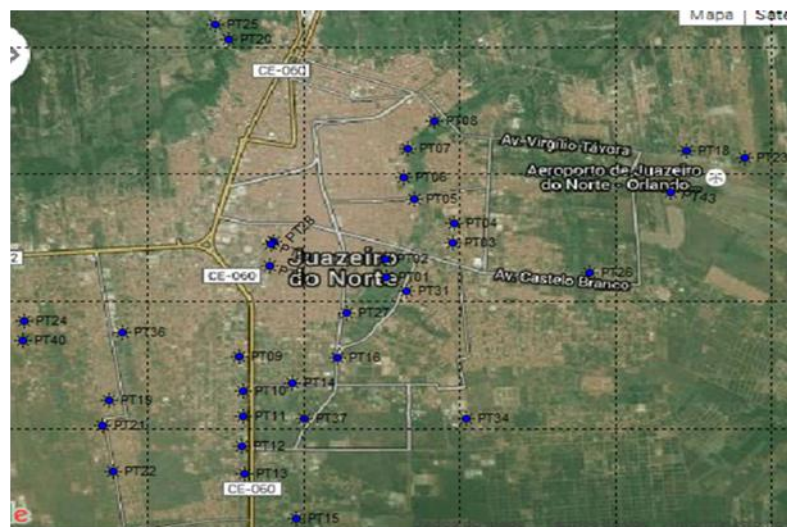 PT25
Mapa Saté
PT20
CE-060
PT08
Av. Virgílio Távora
PT07
PT18
PT23
Aeroporto de Juazeiro
do Norte - Orlando...
PT06
PT43
PT05
PT04
PT28
PT03
Juazeiro
do Norte
PT02
2
CE-060
PT01
PT26
Av. Castelo Branco
PT31
PT27
PT24
PT36
PT40
PT09
PT16
PT14
PT10
PT19
PT11
PT37
PT34
PT21
PT12
PT22
PT13
CE-060
PT15
e